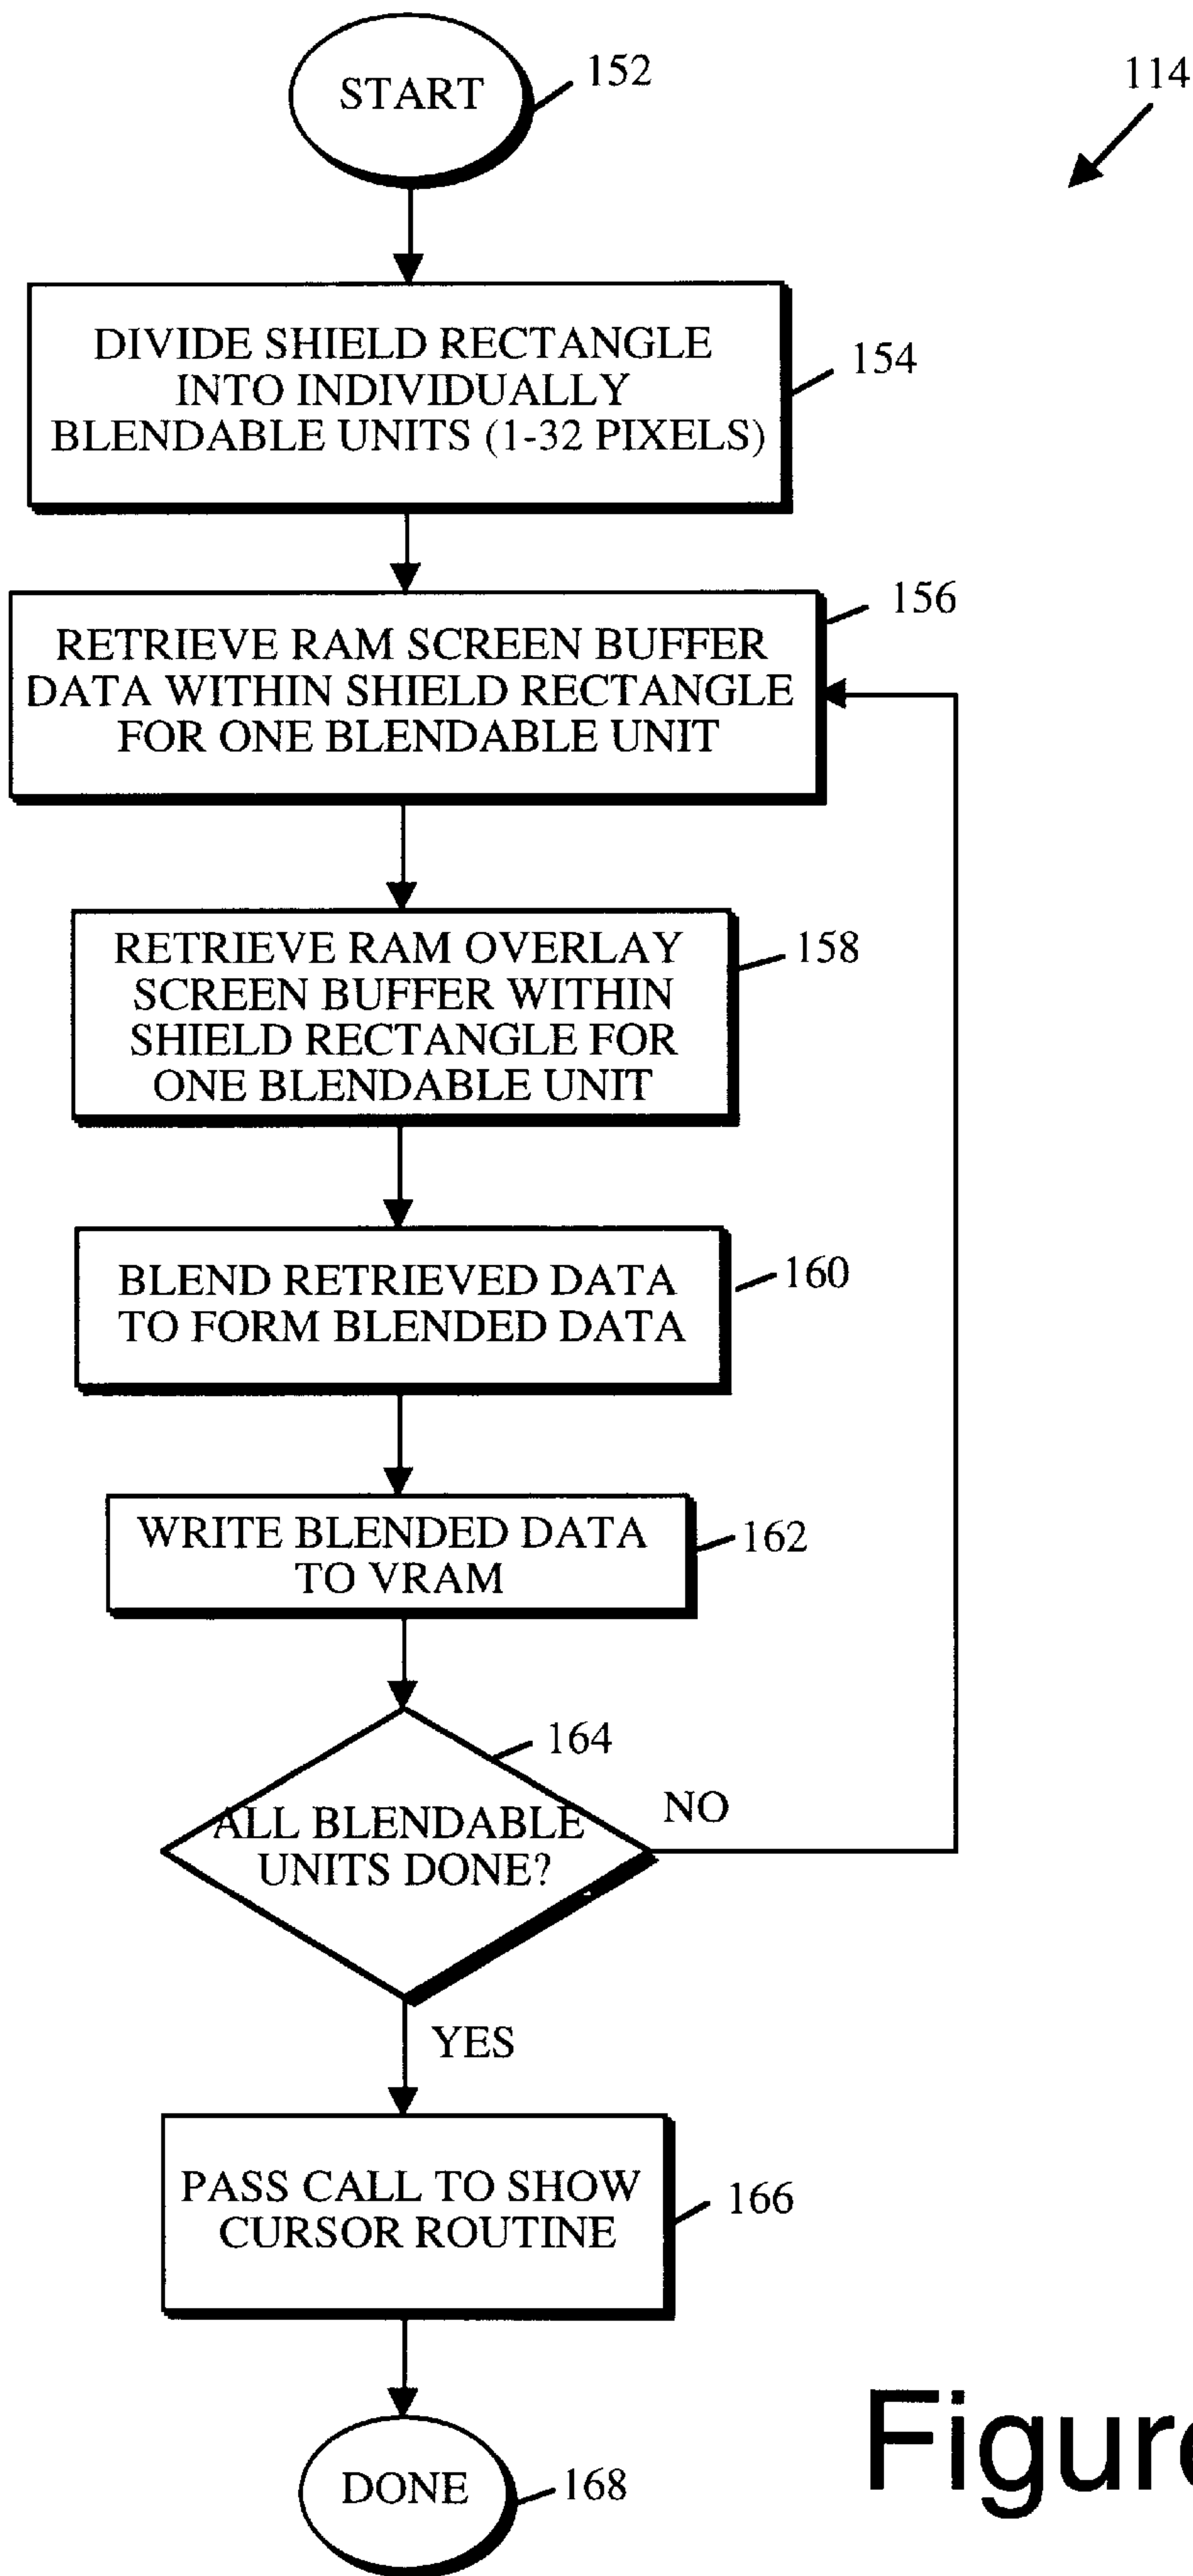 START
152
114
DIVIDE SHIELD RECTANGLE
INTO INDIVIDUALLY
BLENDABLE UNITS (1-32 PIXELS)
154
156
RETRIEVE RAM SCREEN BUFFER
DATA WITHIN SHIELD RECTANGLE
FOR ONE BLENDABLE UNIT
RETRIEVE RAM OVERLAY
SCREEN BUFFER WITHIN
SHIELD RECTANGLE FOR
ONE BLENDABLE UNIT
158
BLEND RETRIEVED DATA
TO FORM BLENDED DATA
160
WRITE BLENDED DATA
TO VRAM
162
164
ALL BLENDABLE
UNITS DONE?
NO
YES
PASS CALL TO SHOW
CURSOR ROUTINE
166
DONE
168
Figure